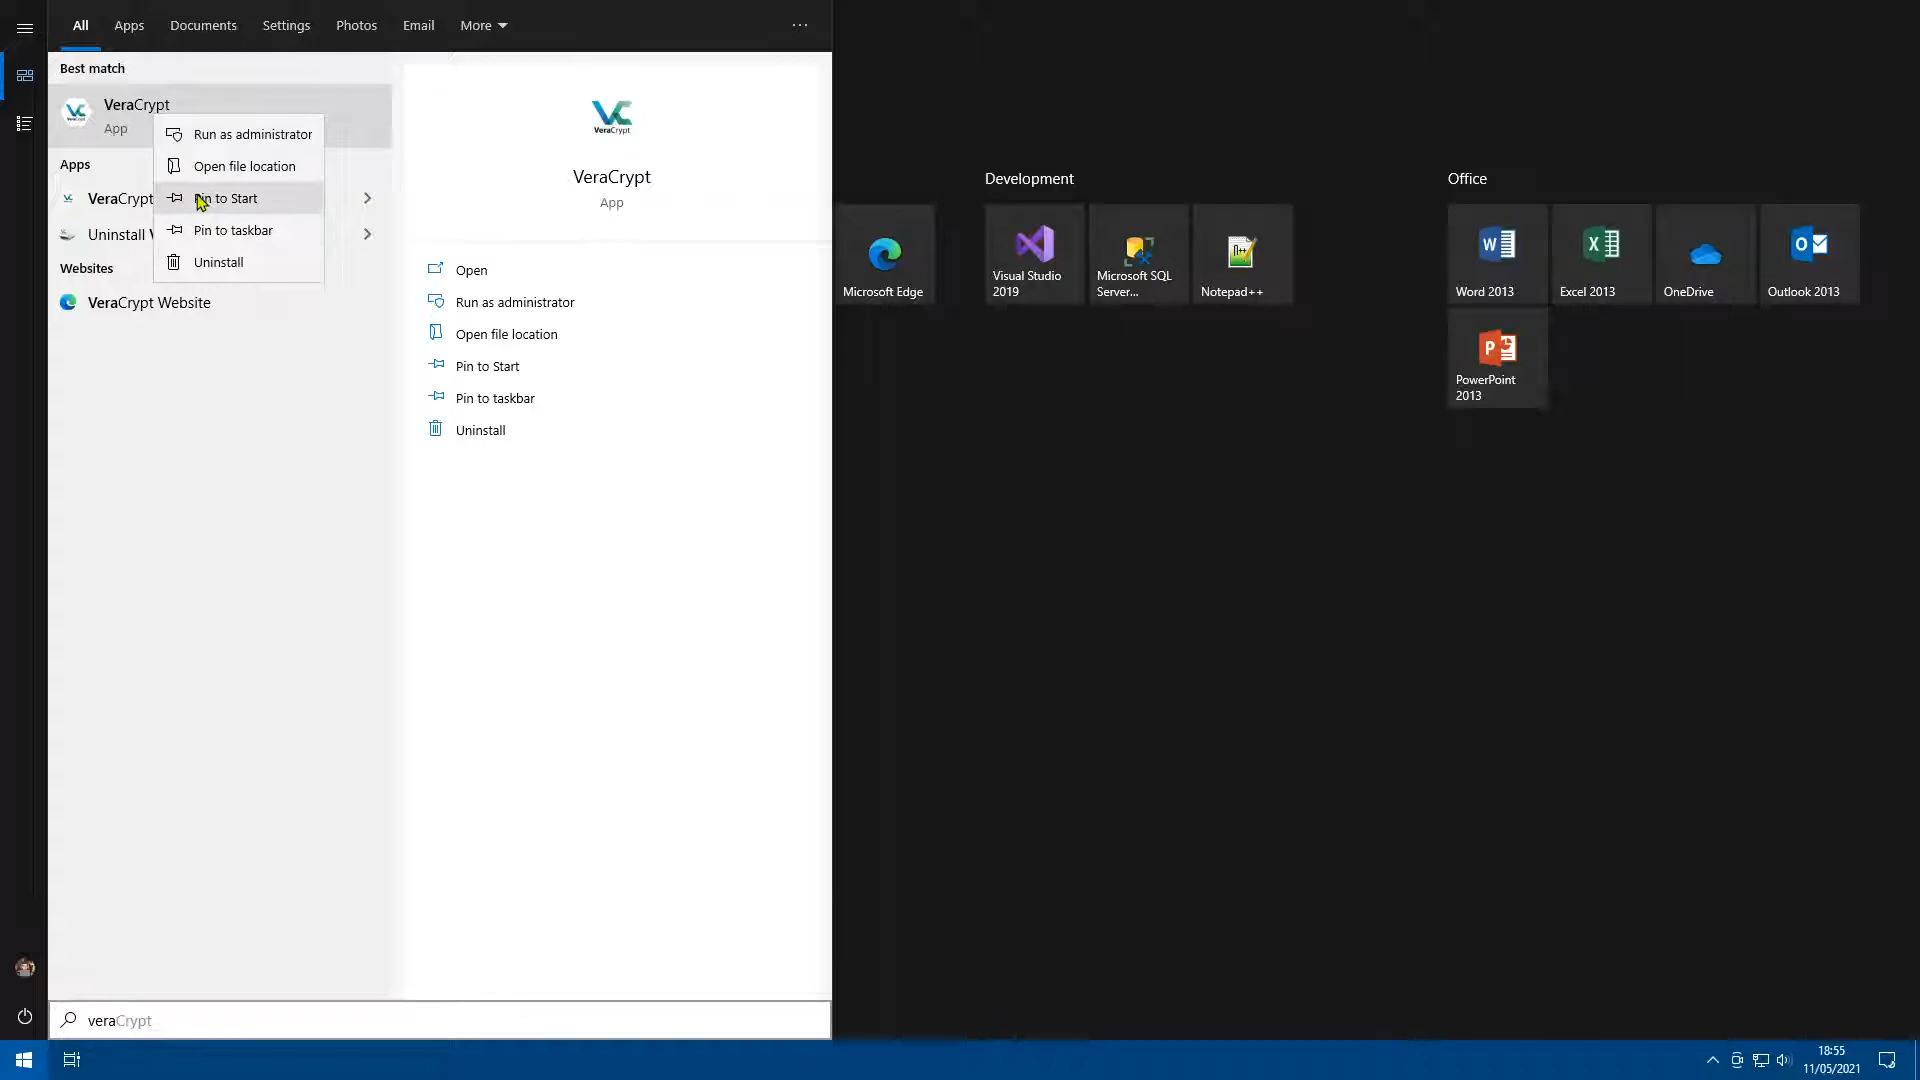 All Apps Documents Settings Photos Email More
Best match
VeraCrypt
App
Run as administrator
Open file location
Pin to Start
Pin to taskbar
Uninstall
Apps
VeraCrypt
Uninstall
Websites
VeraCrypt Website
VeraCrypt
VeraCrypt
App
Open
Run as administrator
Open file location
Pin to Start
Pin to taskbar
Uninstall
Microsoft Edge
Development
Visual Studio
2019
Microsoft SQL
Server...
Notepad++
Office
Word 2013
Excel 2013
OneDrive
Outlook 2013
PowerPoint
2013
veraCrypt
18:55
11/05/2021